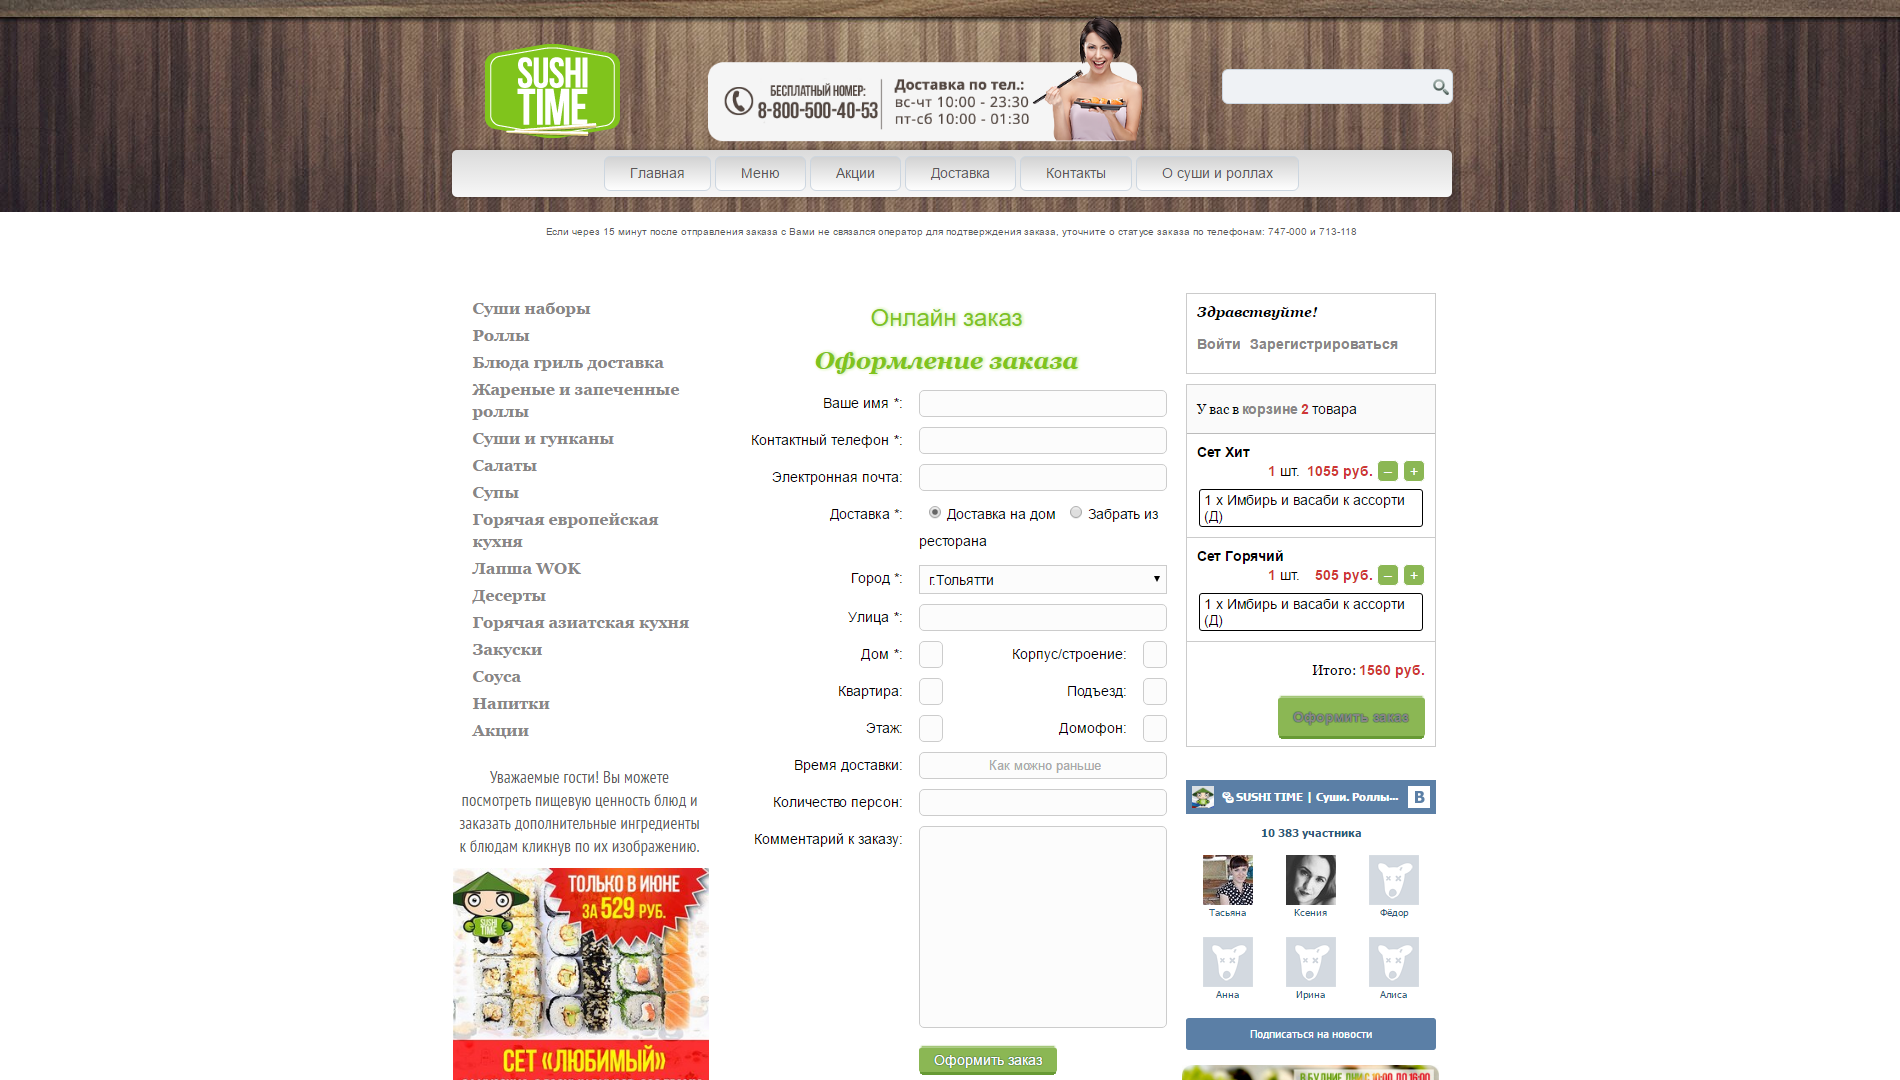 SUSHI
TIME
БЕСПЛАТНЫЙ НОМЕР:
8-800-500-40-53
Доставка по тел.:
вс-чт 10:00 - 23:30
пт-сб 10:00 - 01:30
Главная
Меню
Акции
Доставка
Контакты
О суши и роллах
Если через 15 минут после отправления заказа с Вами не связался оператор для подтверждения заказа, уточните о статусе заказа по телефонам: 747-000 и 713-118
Суши наборы
Роллы
Блюда гриль доставка
Жареные и запеченные
роллы
Суши и гунканы
Салаты
Супы
Горячая европейская
кухня
Лапша WOK
Десерты
Горячая азиатская кухня
Закуски
Соуса
Напитки
Акции
Уважаемые гости! Вы можете
посмотреть пищевую ценность блюд и
заказать дополнительные ингредиенты
к блюдам кликнув по их изображению.
ТОЛЬКО В ИЮНЕ
ЗА 529 РУБ.
SUSHI
TIME
СЕТ «ЛЮБИМЫЙ»
Онлайн заказ
Оформление заказа
Ваше имя *:
Контактный телефон *:
Электронная почта:
Доставка *:
Доставка на дом
Забрать из
ресторана
Город *:
г.Тольятти
Улица *:
Дом *:
Корпус/строение:
Квартира:
Подъезд:
Этаж:
Домофон:
Время доставки:
Как можно раньше
Количество персон:
Комментарий к заказу:
Оформить заказ
Здравствуйте!
Войти Зарегистрироваться
У вас в корзине 2 товара
Сет Хит
1 шт. 1055 руб. – +
1 x Имбирь и васаби к ассорти
(Д)
Сет Горячий
1 шт. 505 руб. – +
1 x Имбирь и васаби к ассорти
(Д)
Итого: 1560 руб.
Оформить заказ
SUSHI TIME | Суши. Роллы...
В
10 383 участника
Тасьяна
Ксения
Фёдор
Анна
Ирина
Алиса
Подписаться на новости
В БУДНИЕ ДНИ С 10:00 ДО 16:00